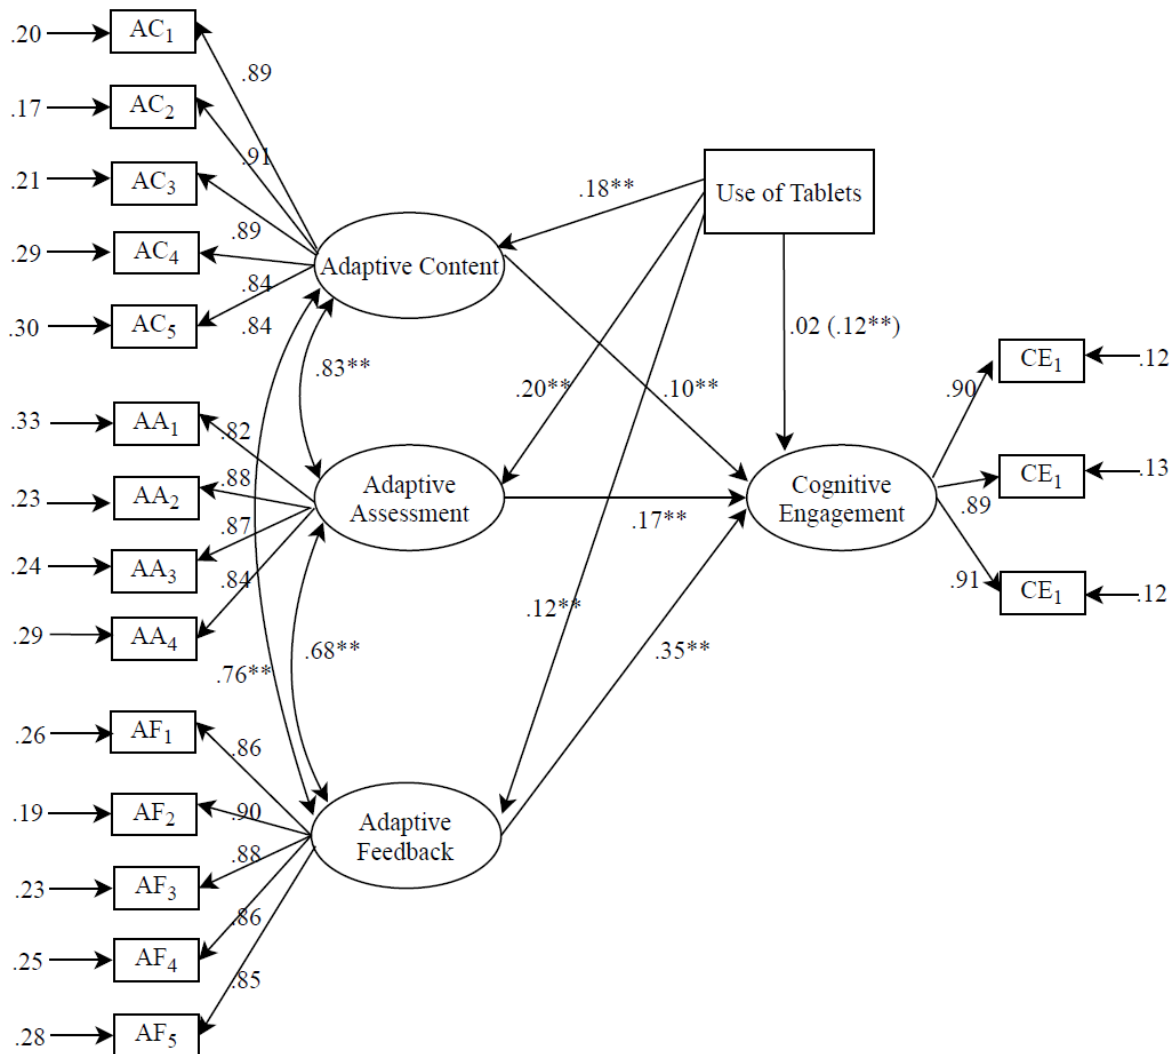 .20 AC1
.89
.17 AC2
.91
.21 AC3
.89
.29 AC4
.84
.30 AC5
.84
Use of Tablets
.18**
Adaptive Content
.83**
.02 (.12**)
.20**
.10**
.33 AA1
.82
.23 AA2
.88
.24 AA3
.87
.29 AA4
.84
Adaptive
Assessment
.17**
Cognitive
Engagement
.90
CE1 .12
.89
CE1 .13
.91
CE1 .12
.12**
.68**
.35**
.76**
.26 AF1
.86
.19 AF2
.90
.23 AF3
.88
.25 AF4
.86
.28 AF5
.85
Adaptive
Feedback